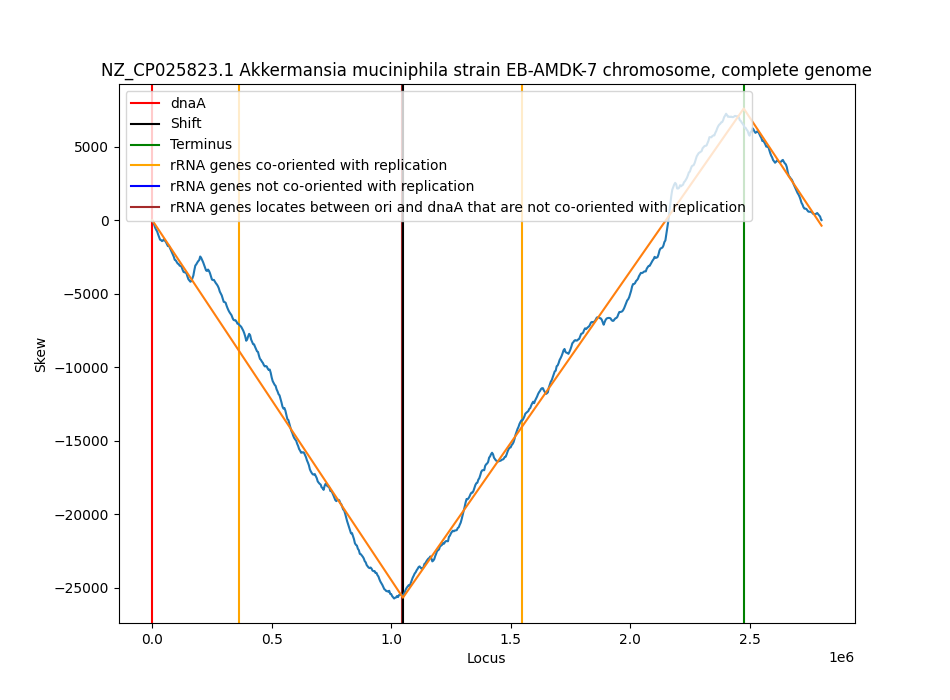 NZ_CP025823.1 Akkermansia muciniphila strain EB-AMDK-7 chromosome, complete genome
dnaA
Shift
Terminus
rRNA genes co-oriented with replication
rRNA genes not co-oriented with replication
rRNA genes locates between ori and dnaA that are not co-oriented with replication
5000
0
−5000
−10000
−15000
−20000
−25000
Skew
0.0 0.5 1.0 1.5 2.0 2.5
Locus
1e6